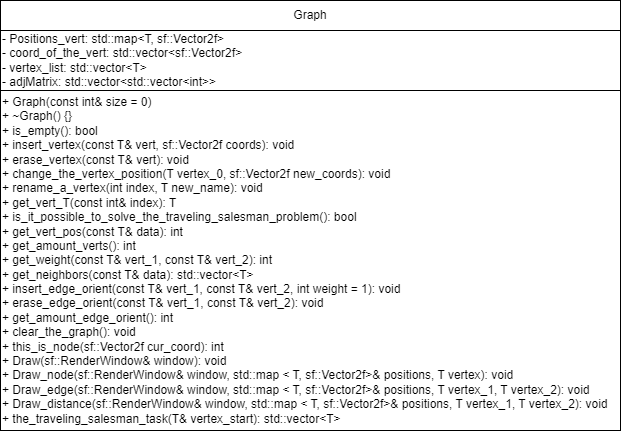 Graph
- Positions_vert: std::map<T, sf::Vector2f>
- coord_of_the_vert: std::vector<sf::Vector2f>
- vertex_list: std::vector<T>
- adjMatrix: std::vector<std::vector<int>>
+ Graph(const int& size = 0)
+ ~Graph() {}
+ is_empty(): bool
+ insert_vertex(const T& vert, sf::Vector2f coords): void
+ erase_vertex(const T& vert): void
+ change_the_vertex_position(T vertex_0, sf::Vector2f new_coords): void
+ rename_a_vertex(int index, T new_name): void
+ get_vert_T(const int& index): T
+ is_it_possible_to_solve_the_traveling_salesman_problem(): bool
+ get_vert_pos(const T& data): int
+ get_amount_verts(): int
+ get_weight(const T& vert_1, const T& vert_2): int
+ get_neighbors(const T& data): std::vector<T>
+ insert_edge_orient(const T& vert_1, const T& vert_2, int weight = 1): void
+ erase_edge_orient(const T& vert_1, const T& vert_2): void
+ get_amount_edge_orient(): int
+ clear_the_graph(): void
+ this_is_node(sf::Vector2f cur_coord): int
+ Draw(sf::RenderWindow& window): void
+ Draw_node(sf::RenderWindow& window, std::map < T, sf::Vector2f>& positions, T vertex): void
+ Draw_edge(sf::RenderWindow& window, std::map < T, sf::Vector2f>& positions, T vertex_1, T vertex_2): void
+ Draw_distance(sf::RenderWindow& window, std::map < T, sf::Vector2f>& positions, T vertex_1, T vertex_2): void
+ the_traveling_salesman_task(T& vertex_start): std::vector<T>